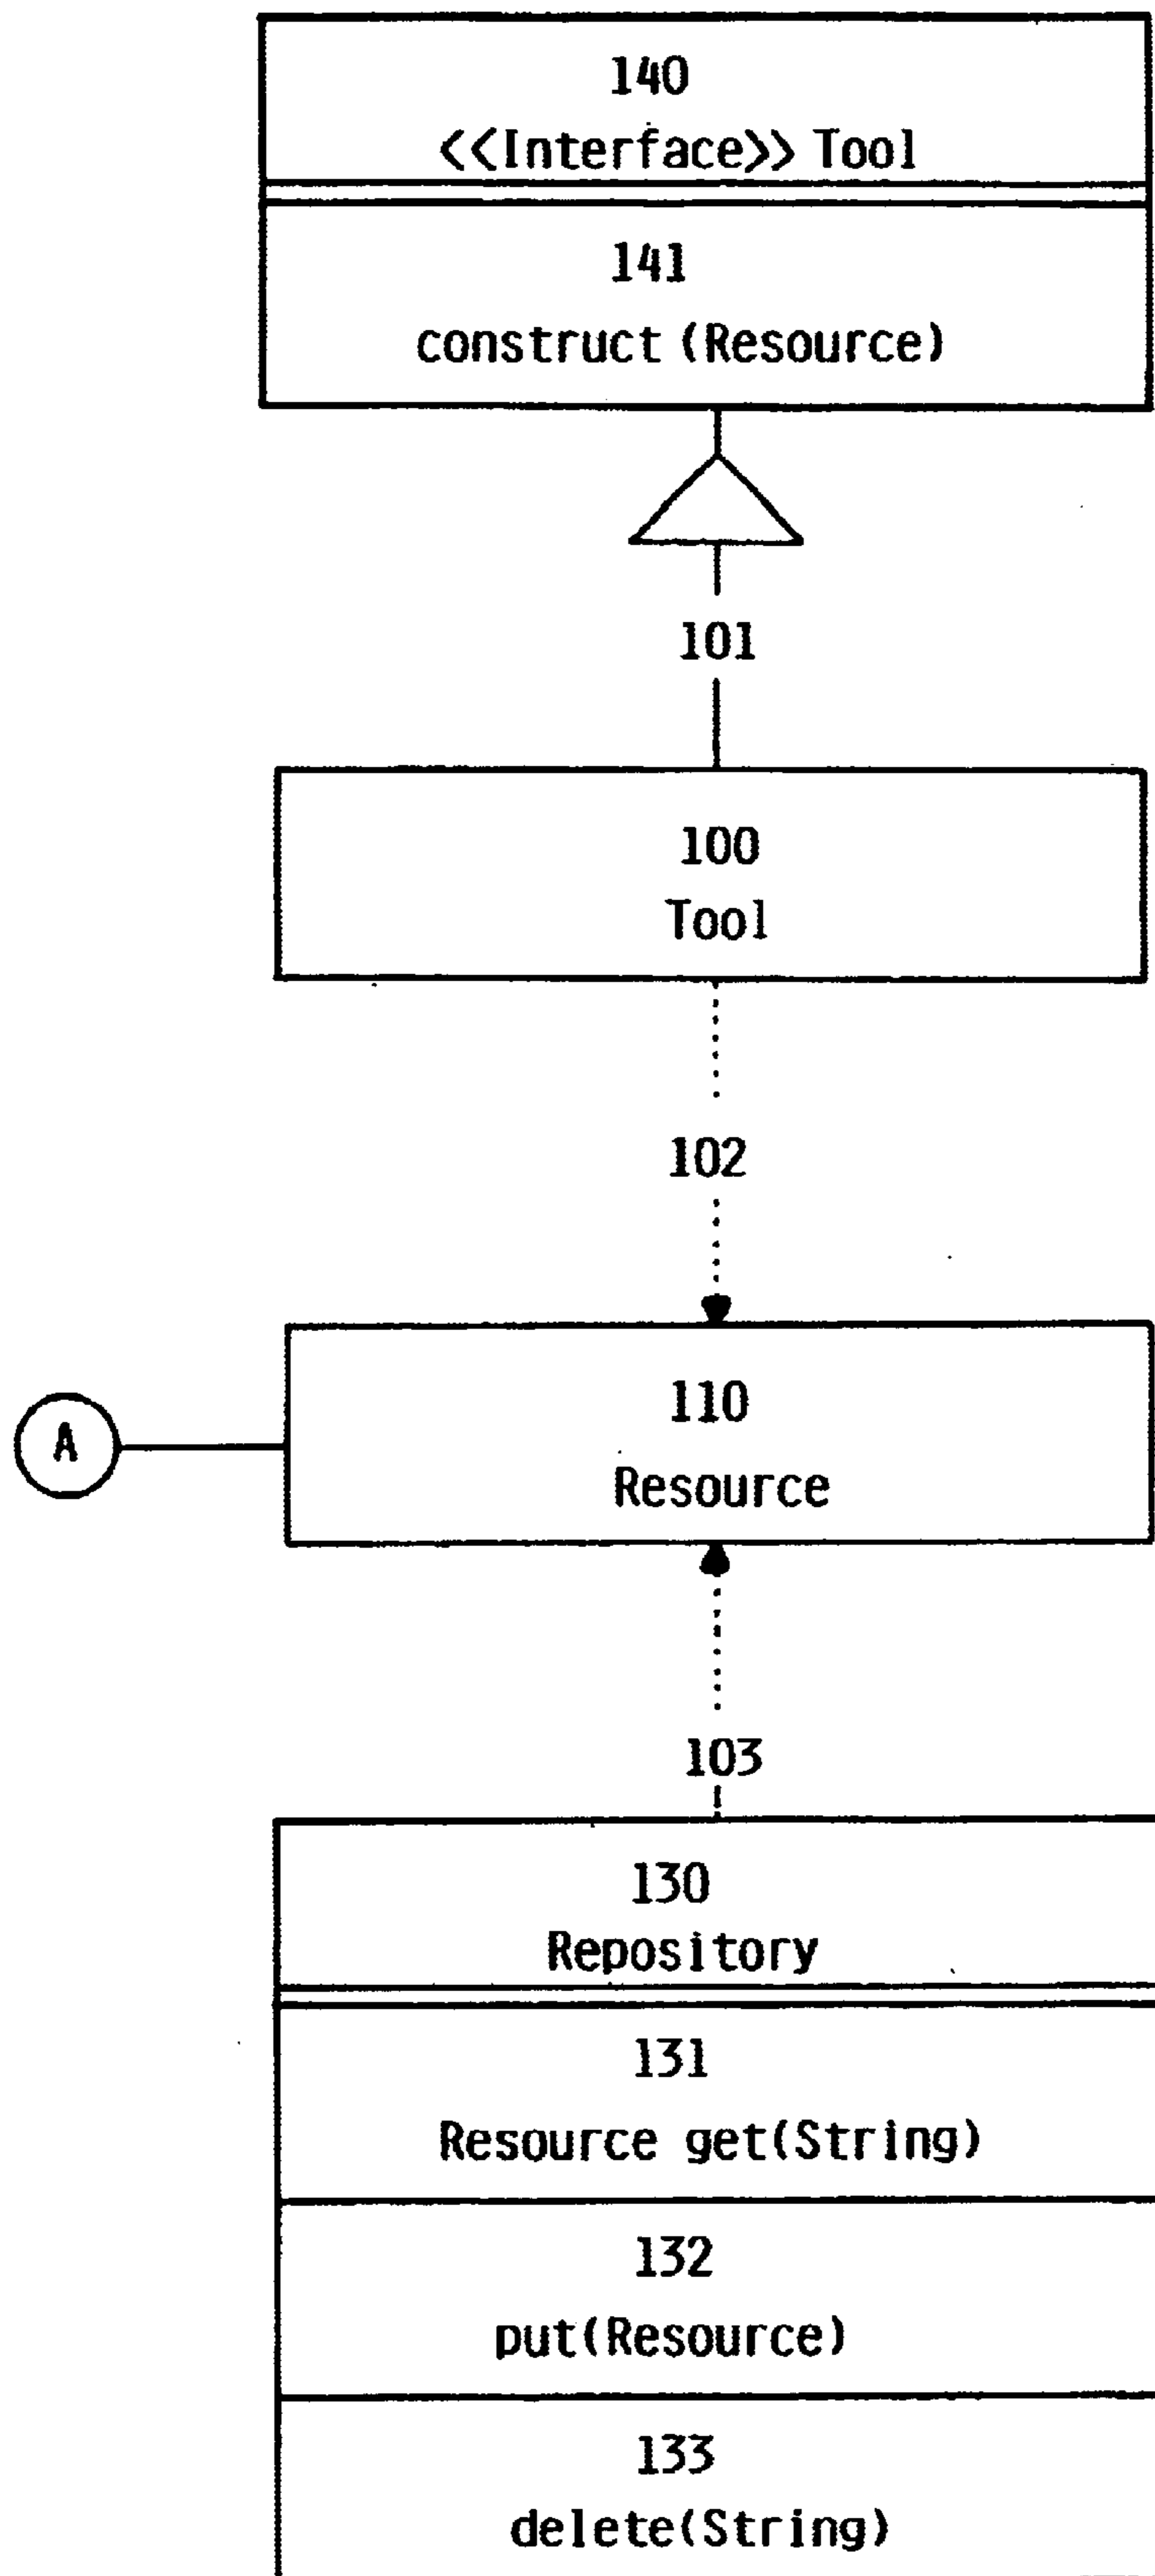 140
<<Interface>> Tool
141
construct (Resource)
101
100
Tool
102
110
A
Resource
103
130
Repository
131
Resource get(String)
132
put(Resource)
133
delete(String)